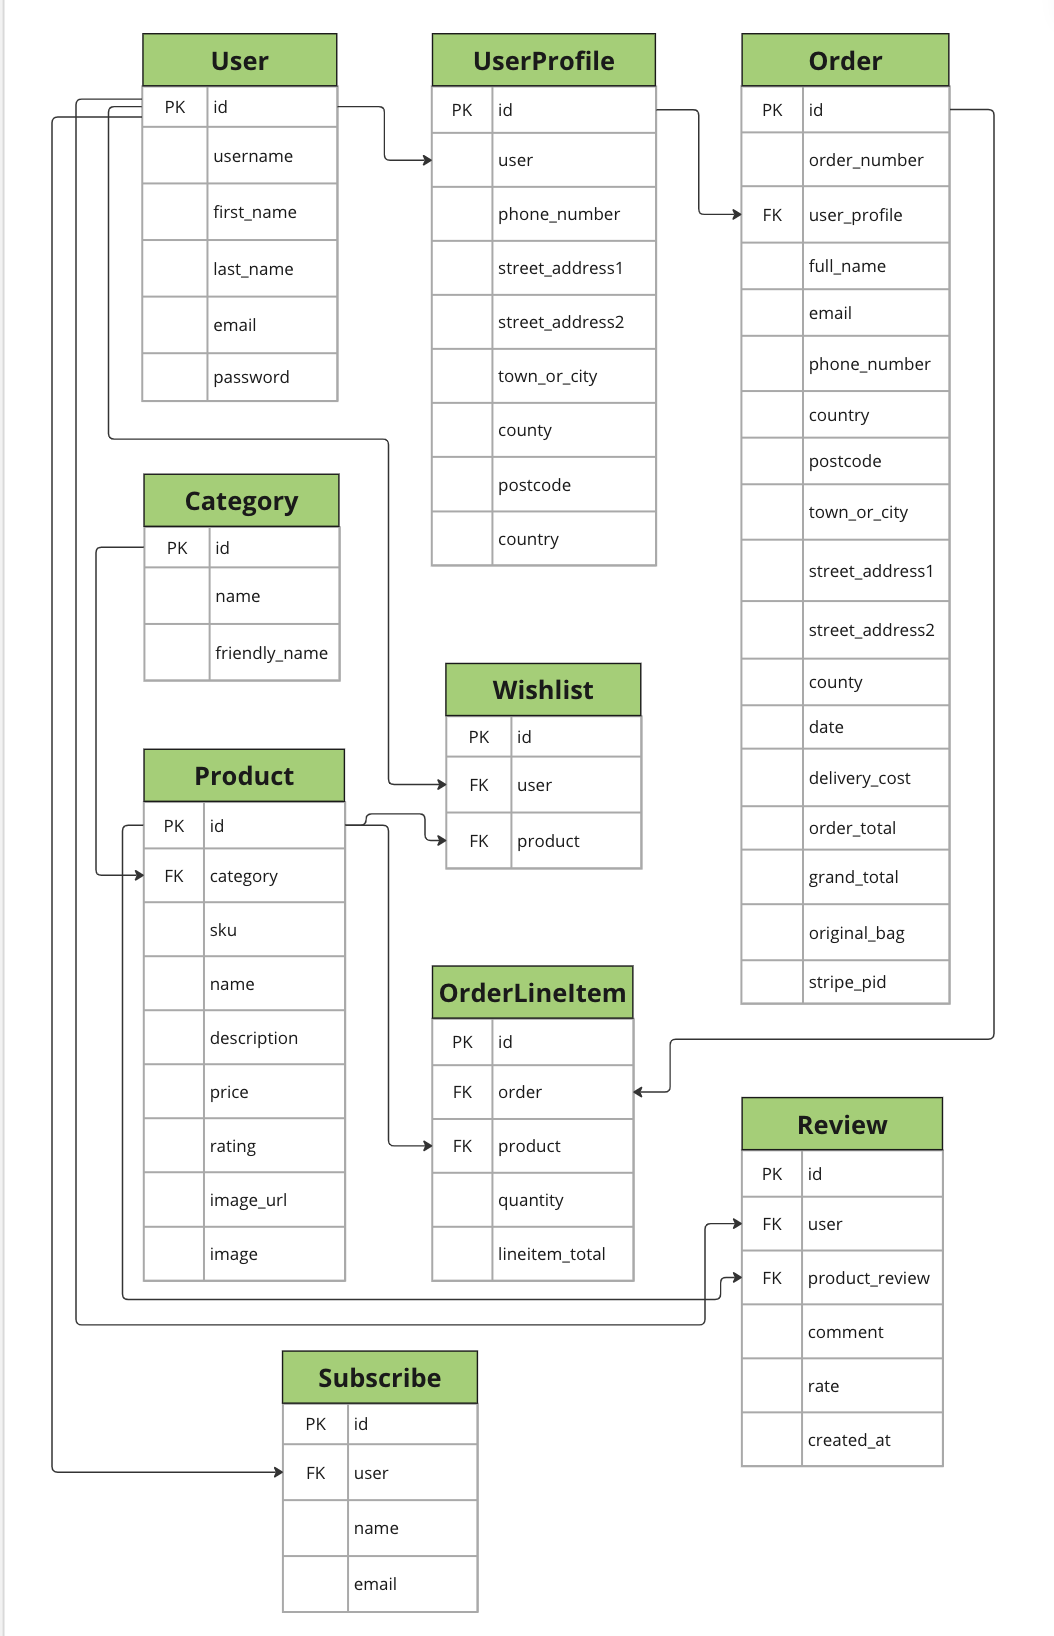 User
PK id
username
first_name
last_name
email
password
UserProfile
PK id
user
phone_number
street_address1
street_address2
town_or_city
county
postcode
country
Order
PK id
order_number
FK user_profile
full_name
email
phone_number
country
postcode
town_or_city
street_address1
street_address2
county
date
delivery_cost
order_total
grand_total
original_bag
stripe_pid
Category
PK id
name
friendly_name
Wishlist
PK id
FK user
FK product
Product
PK id
FK category
sku
name
description
price
rating
image_url
image
OrderLineItem
PK id
FK order
FK product
quantity
lineitem_total
Review
PK id
FK user
FK product_review
comment
rate
created_at
Subscribe
PK id
FK user
name
email